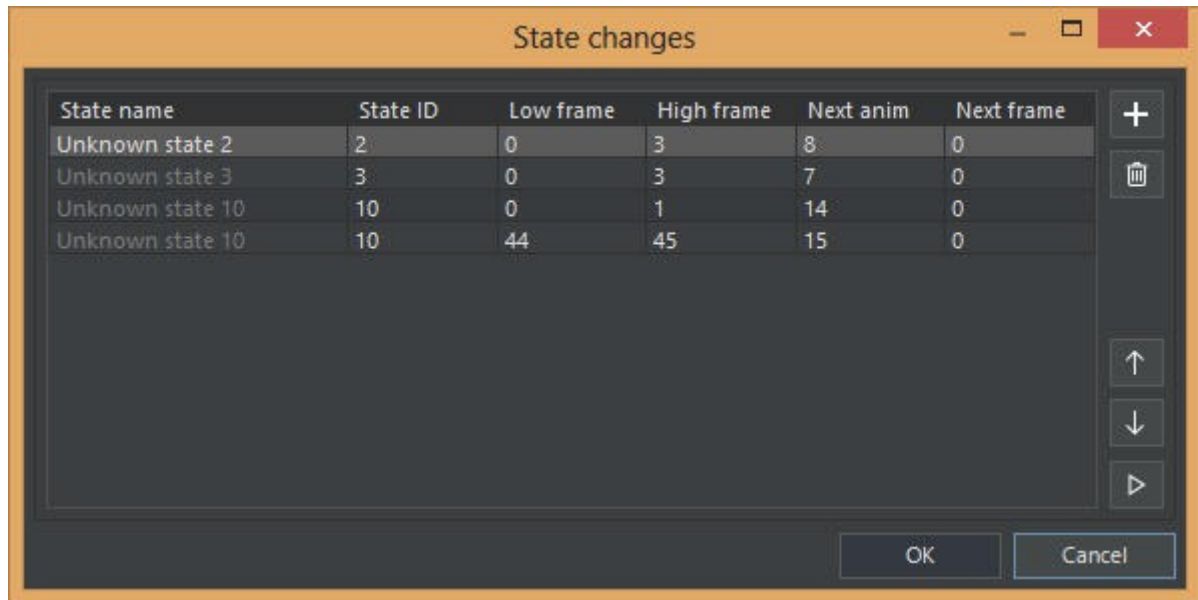 State changes
State name State ID Low frame High frame Next anim Next frame
Unknown state 2 2 0 3 8 0
Unknown state 3 3 0 3 7 0
Unknown state 10 10 0 1 14 0
Unknown state 10 10 44 45 15 0
OK Cancel